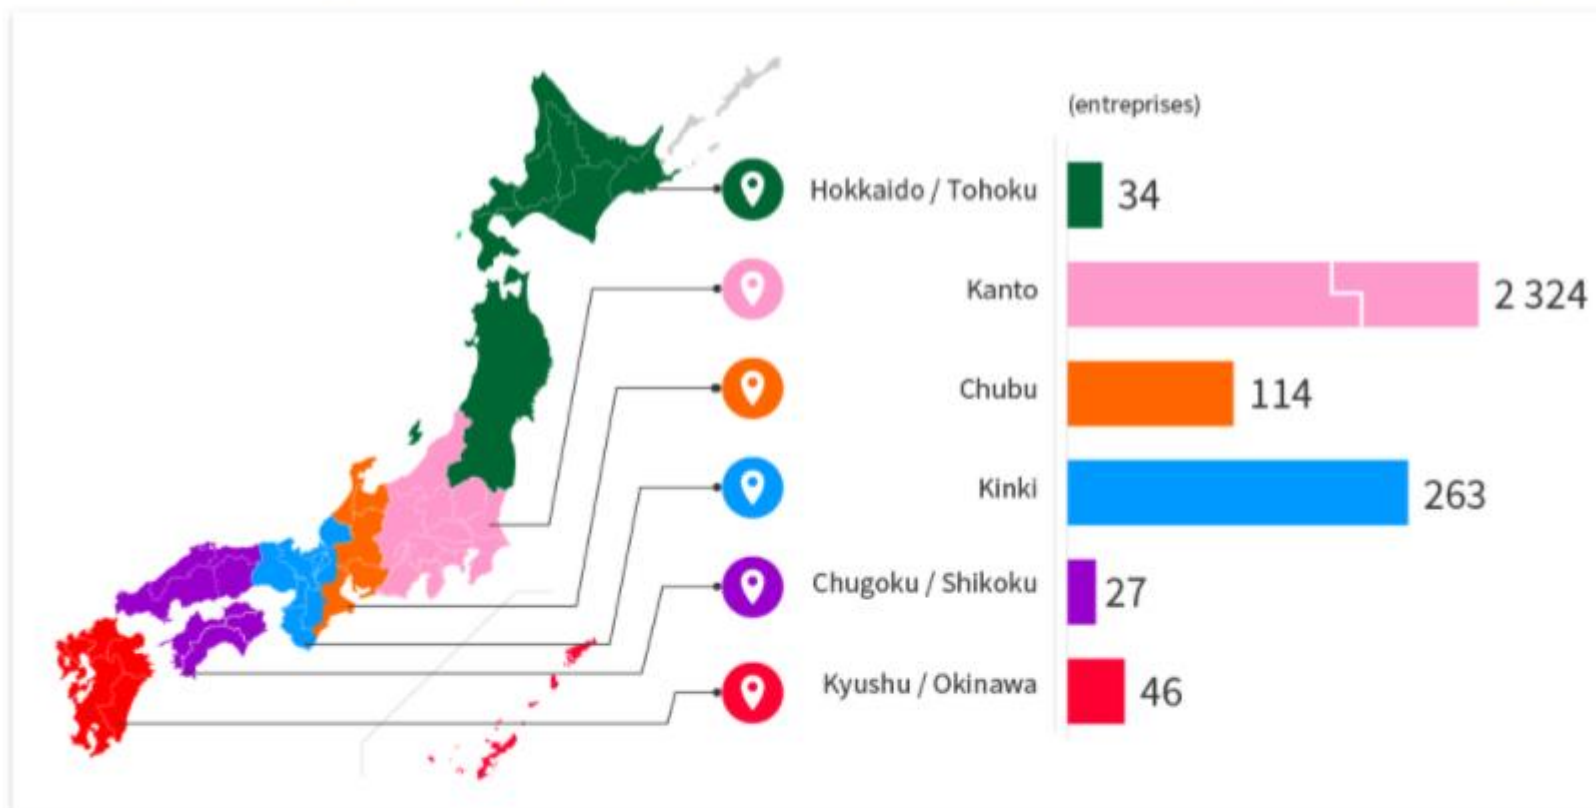 (entreprises)
Hokkaido / Tohoku 34
Kanto 2 324
Chubu 114
Kinki 263
Chugoku / Shikoku 27
Kyushu / Okinawa 46